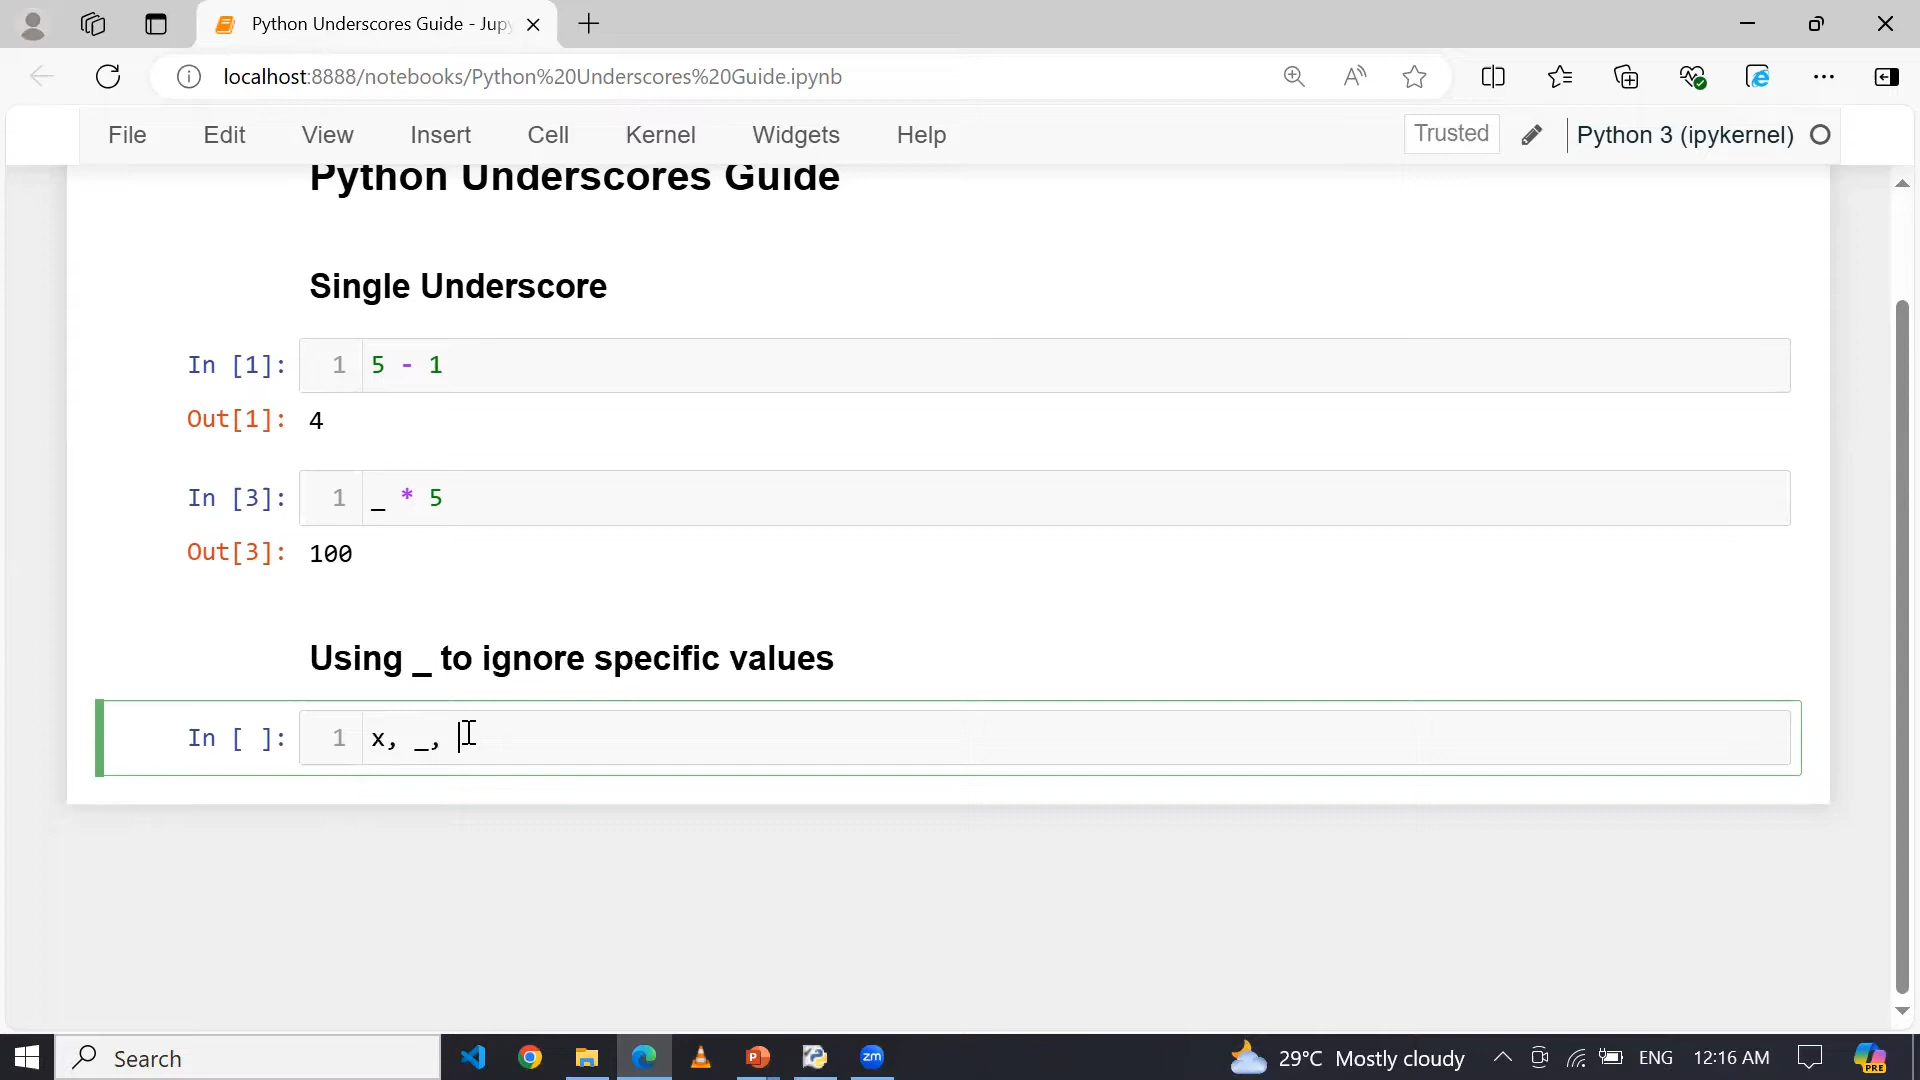 Python Underscores Guide - Jup
localhost:8888/notebooks/Python%20Underscores%20Guide.ipynb
File Edit View Insert Cell Kernel Widgets Help Trusted Python 3 (ipykernel)
Python Underscores Guide
Single Underscore
In [1]: 1 5 - 1
Out[1]: 4
In [3]: 1 _ * 5
Out[3]: 100
Using _ to ignore specific values
In [ ]: 1 x, _,
Search zm 29°C Mostly cloudy ENG 12:16 AM PRE